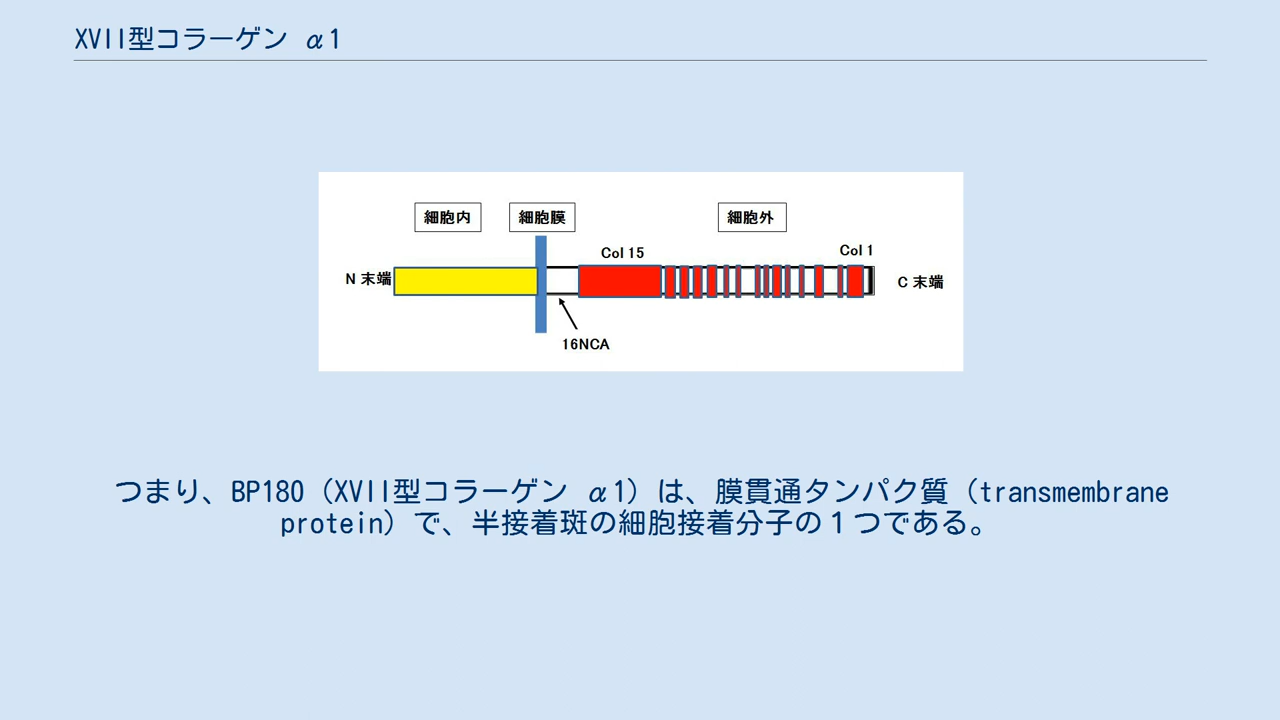 XVII型コラーゲン α1
細胞内
細胞膜
細胞外
Col 15
Col 1
N 末端
C 末端
16NCA
つまり、BP180（XVII型コラーゲン α1）は、膜貫通タンパク質（transmembrane
protein）で、半接着斑の細胞接着分子の１つである。